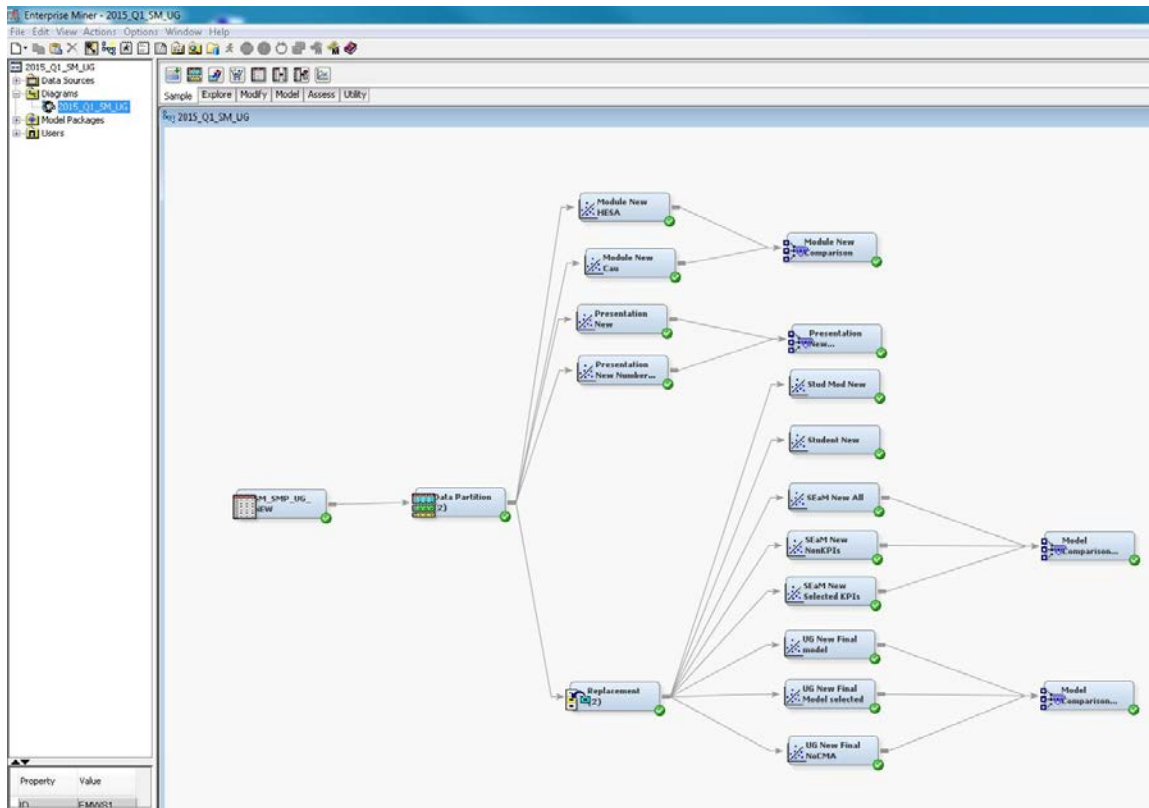 Enterprise Miner - 2015_Q1_SM_UG
File Edit View Actions Options Window Help
2015_Q1_SM_UG
Data Sources
Diagrams
2015_Q1_SM_UG
Model Packages
Users
Sample Explore Modify Model Assess Utility
2015_Q1_SM_UG
Module New
HESA
Module New
Cau
Module New
Comparison
Presentation
New
Presentation
New Number...
Presentation
New...
Stud Mod New
Student New
SM_SMP_UG_
NEW
Data Partition
(2)
SEaM New All
SEaM New
NonKPIs
SEaM New
Selected KPIs
Model
Comparison...
UG New Final
model
Replacement
(2)
UG New Final
Model selected
UG New Final
NoCMA
Model
Comparison...
Property Value
ID EMWS1